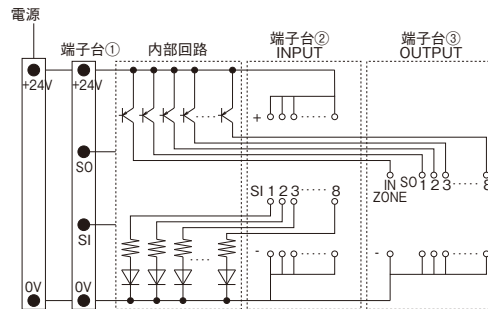 電源
端子台①
内部回路
端子台②
INPUT
端子台③
OUTPUT
+24V
+24V
+
SO
IN
ZONE
SO 1 2 3 ····· 8
SI 1 2 3 ····· 8
SI
-
-
0V
0V